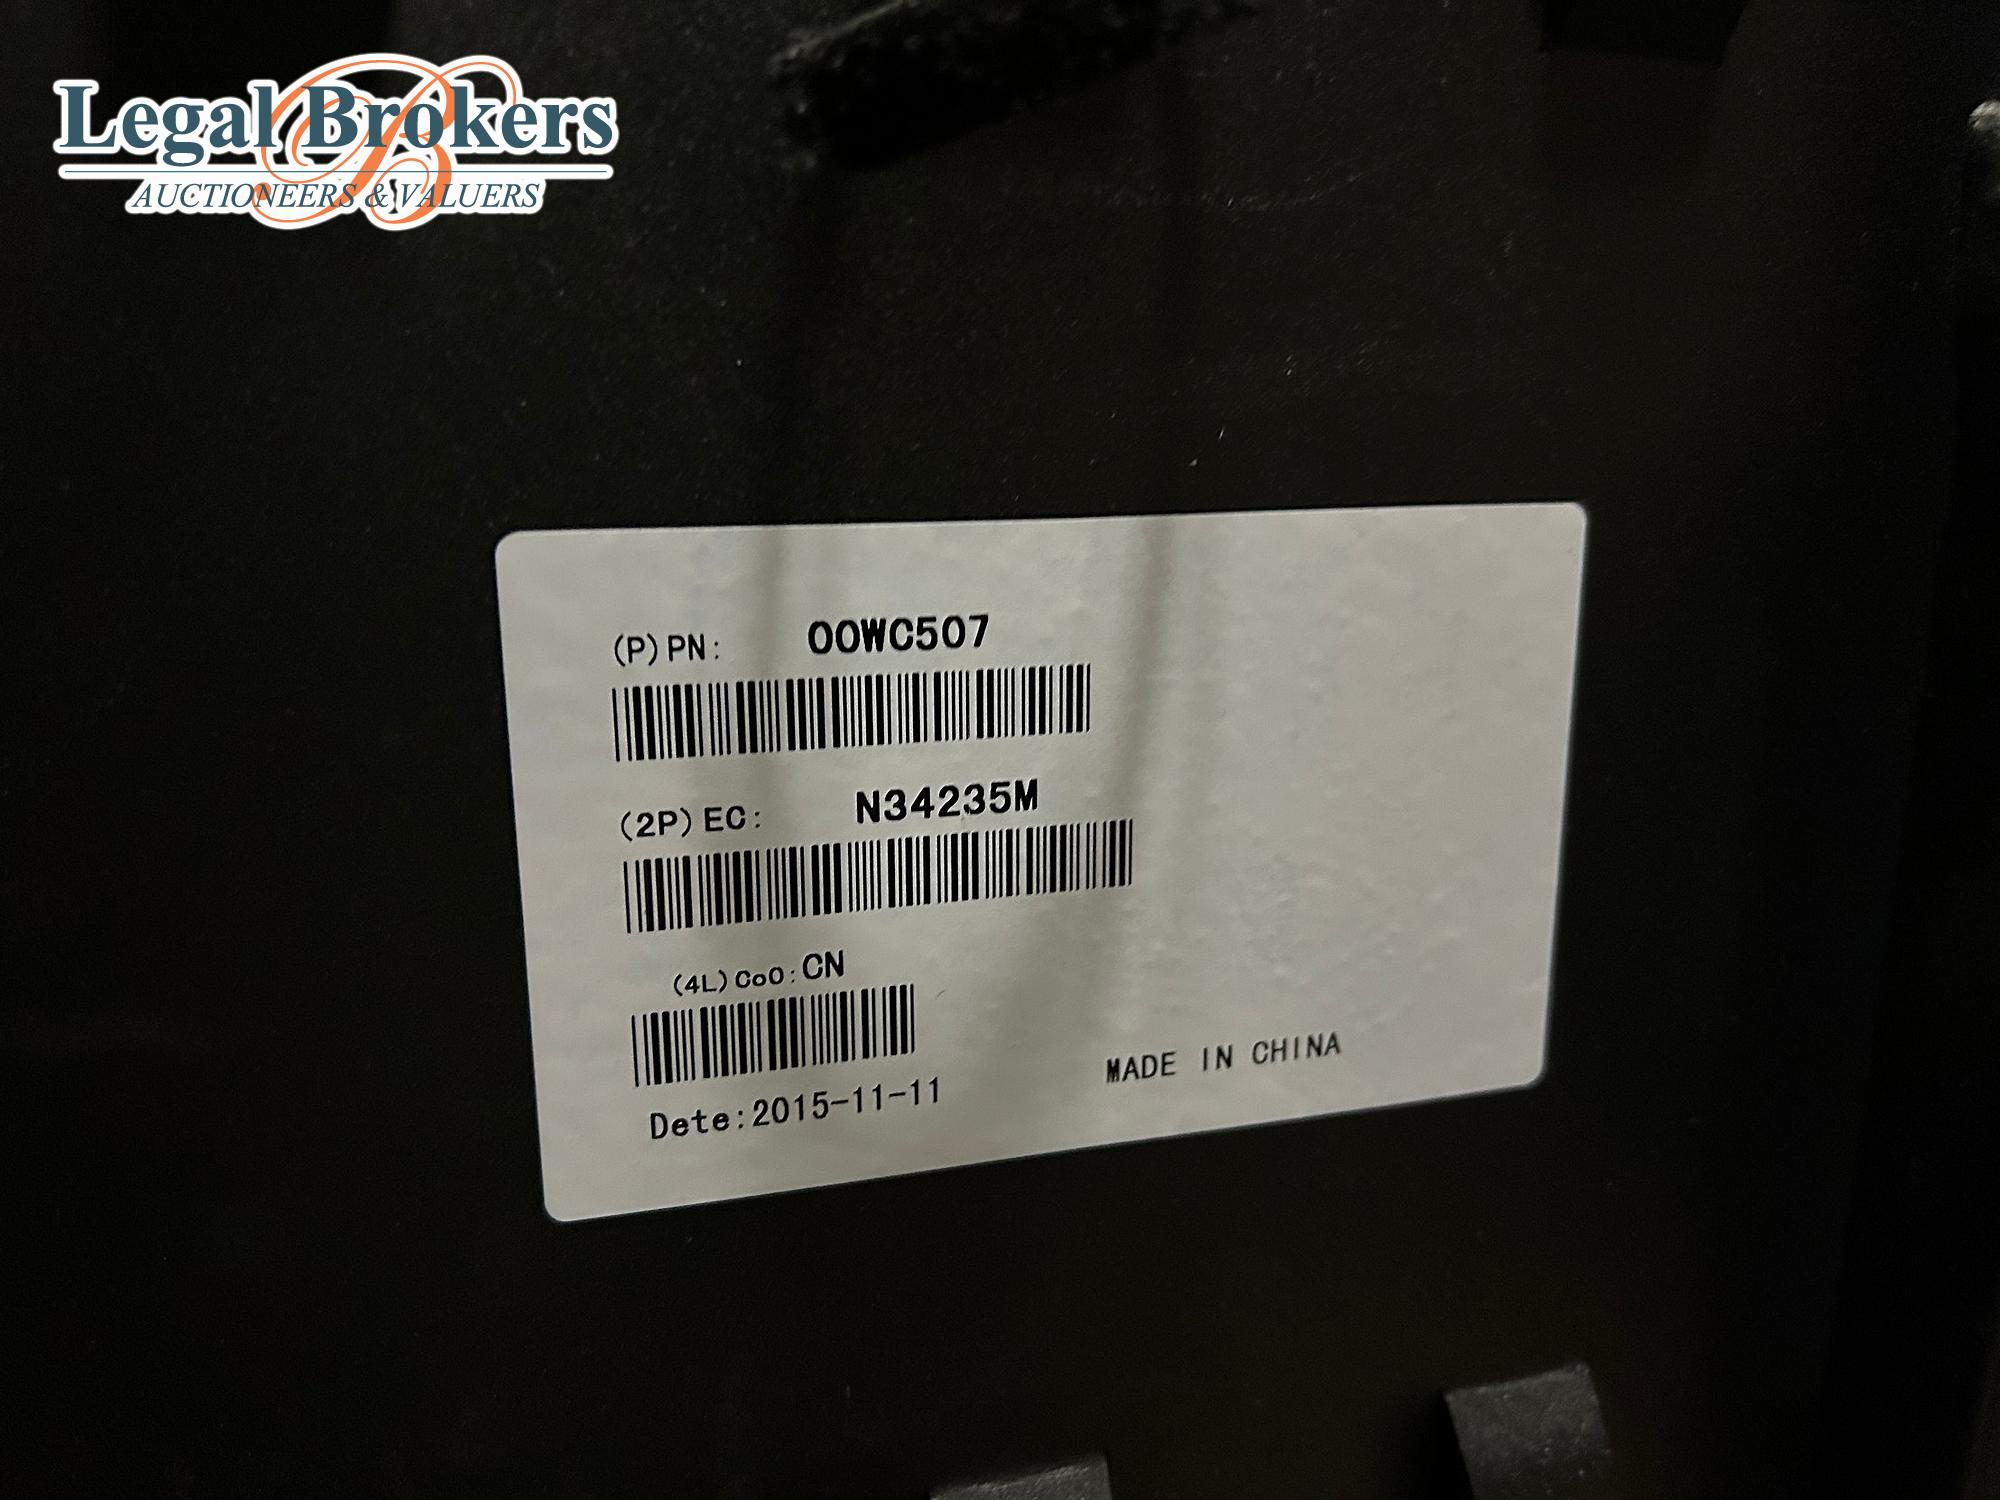 Legal Brokers
AUCTIONEERS & VALUERS
(P)PN: 00WC507
(2P)EC: N34235M
(4L)CoO:CN
Dete:2015-11-11
MADE IN CHINA